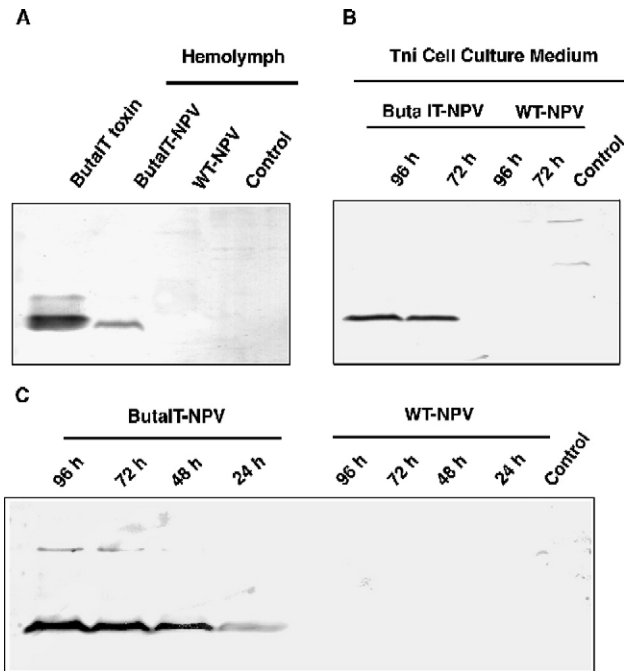 A
Hemolymph
ButaIT toxin
ButaIT-NPV
WT-NPV
Control
B
Tni Cell Culture Medium
Buta IT-NPV WT-NPV
96 h 72 h 96 h 72 h Control
C
ButaIT-NPV WT-NPV
96 h 72 h 48 h 24 h 96 h 72 h 48 h 24 h Control